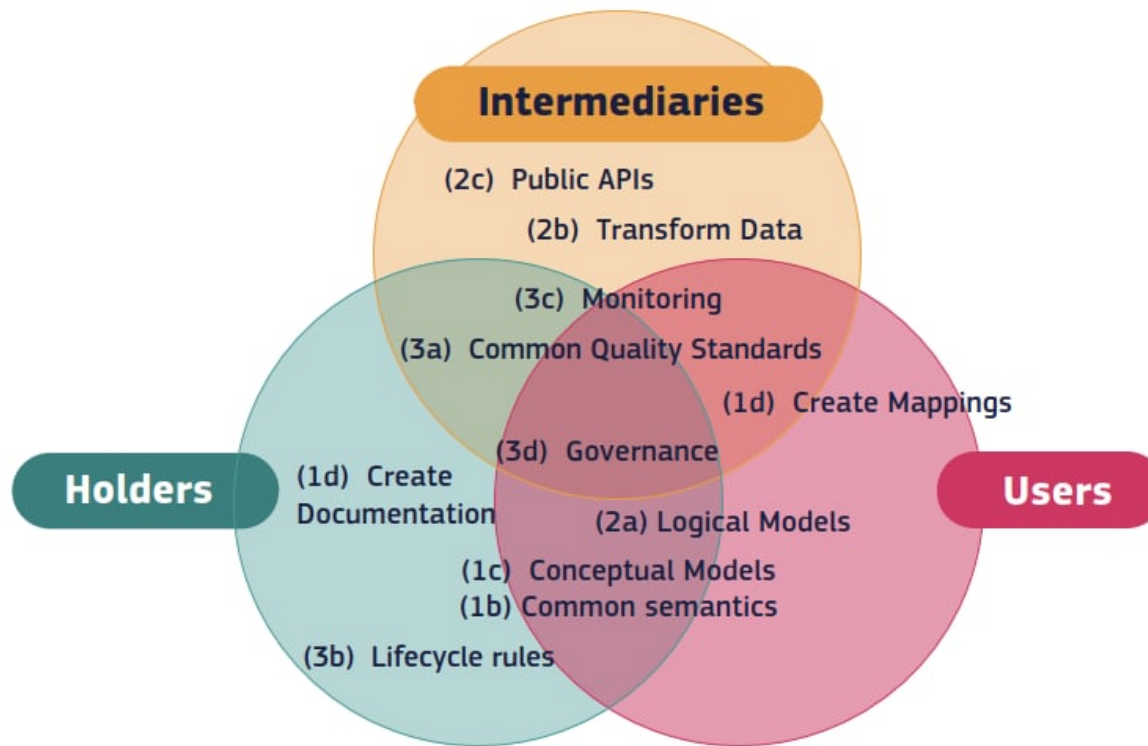 Intermediaries
(2c) Public APIs
(2b) Transform Data
(3c) Monitoring
(3a) Common Quality Standards
(1d) Create Mappings
(3d) Governance
Holders
(1d) Create
Documentation
Users
(2a) Logical Models
(1c) Conceptual Models
(1b) Common semantics
(3b) Lifecycle rules